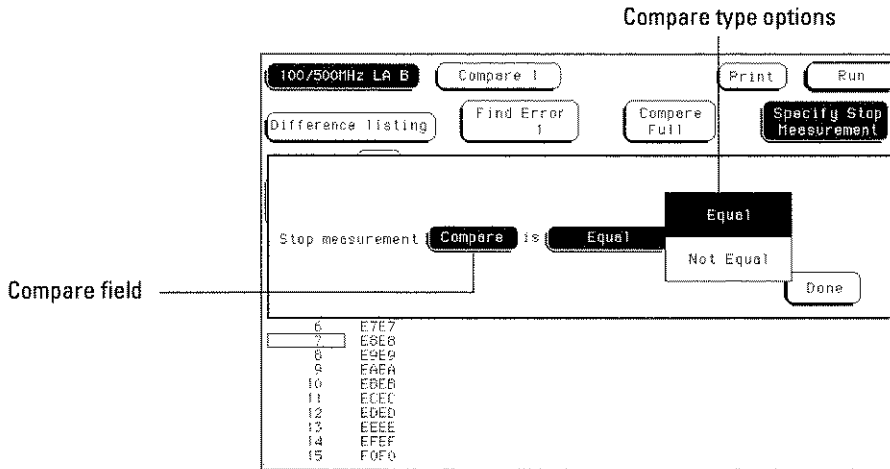 Compare type options
100/500MHz LA B Compare 1 Print Run
Difference listing Find Error 1 Compare Full Specify Stop Measurement
Stop measurement Compare is Equal
Equal
Not Equal
Done
Compare field
6 E7E7
7 E8E8
8 E9E9
9 EAEA
10 EBEB
11 ECEC
12 EDED
13 EEEE
14 EFEF
15 F0F0